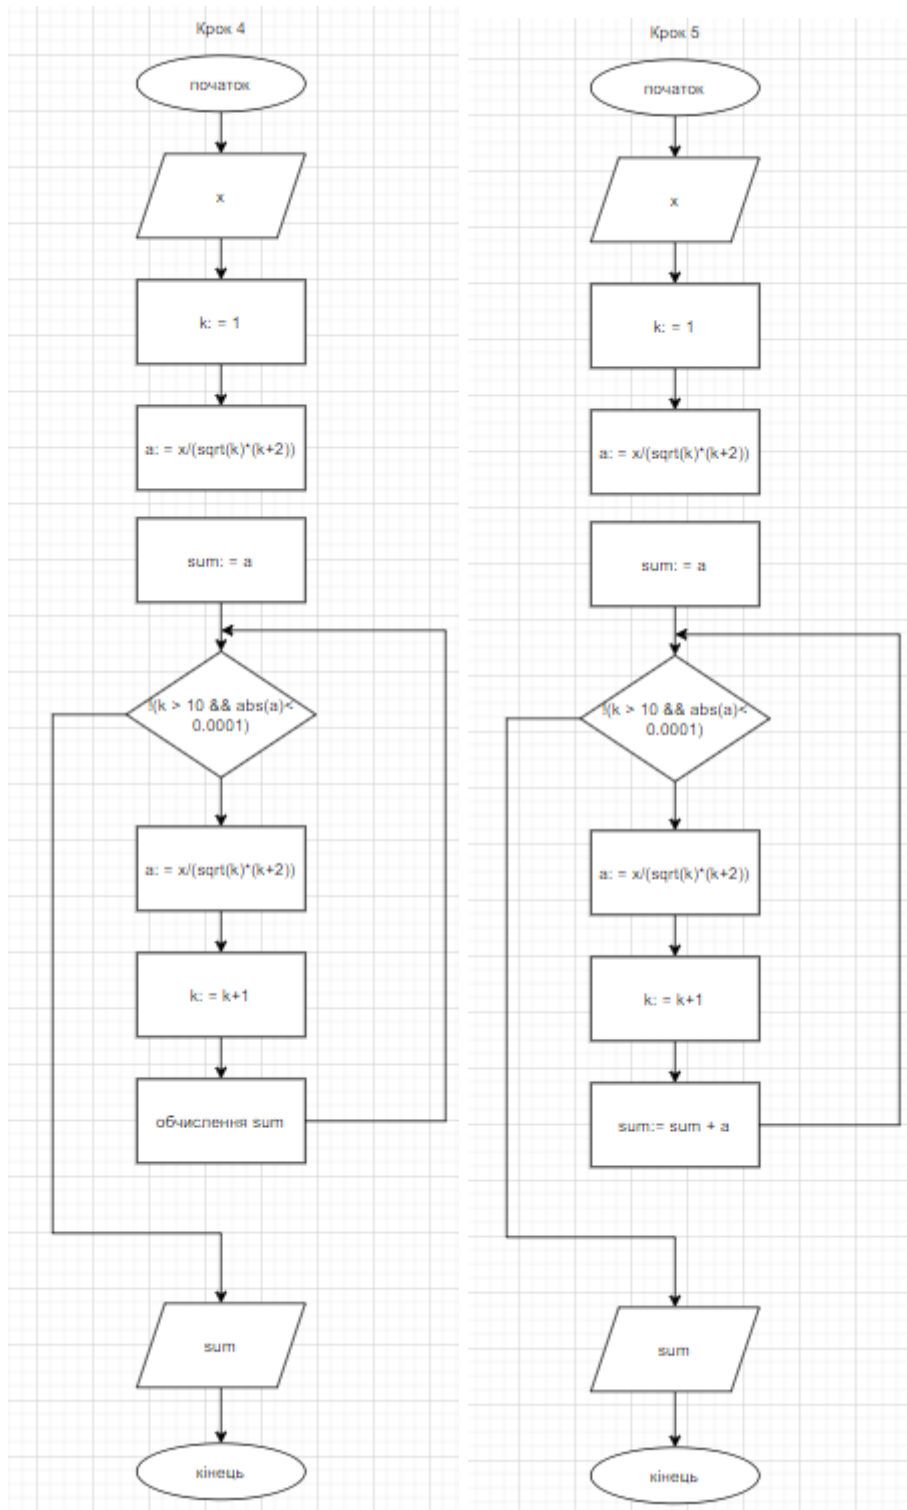 Крок 4
початок
x
k: = 1
a: = x/(sqrt(k)*(k+2))
sum: = a
!(k > 10 && abs(a)<
0.0001)
a: = x/(sqrt(k)*(k+2))
k: = k+1
обчислення sum
sum
кінець
Крок 5
початок
x
k: = 1
a: = x/(sqrt(k)*(k+2))
sum: = a
!(k > 10 && abs(a)<
0.0001)
a: = x/(sqrt(k)*(k+2))
k: = k+1
sum:= sum + a
sum
кінець